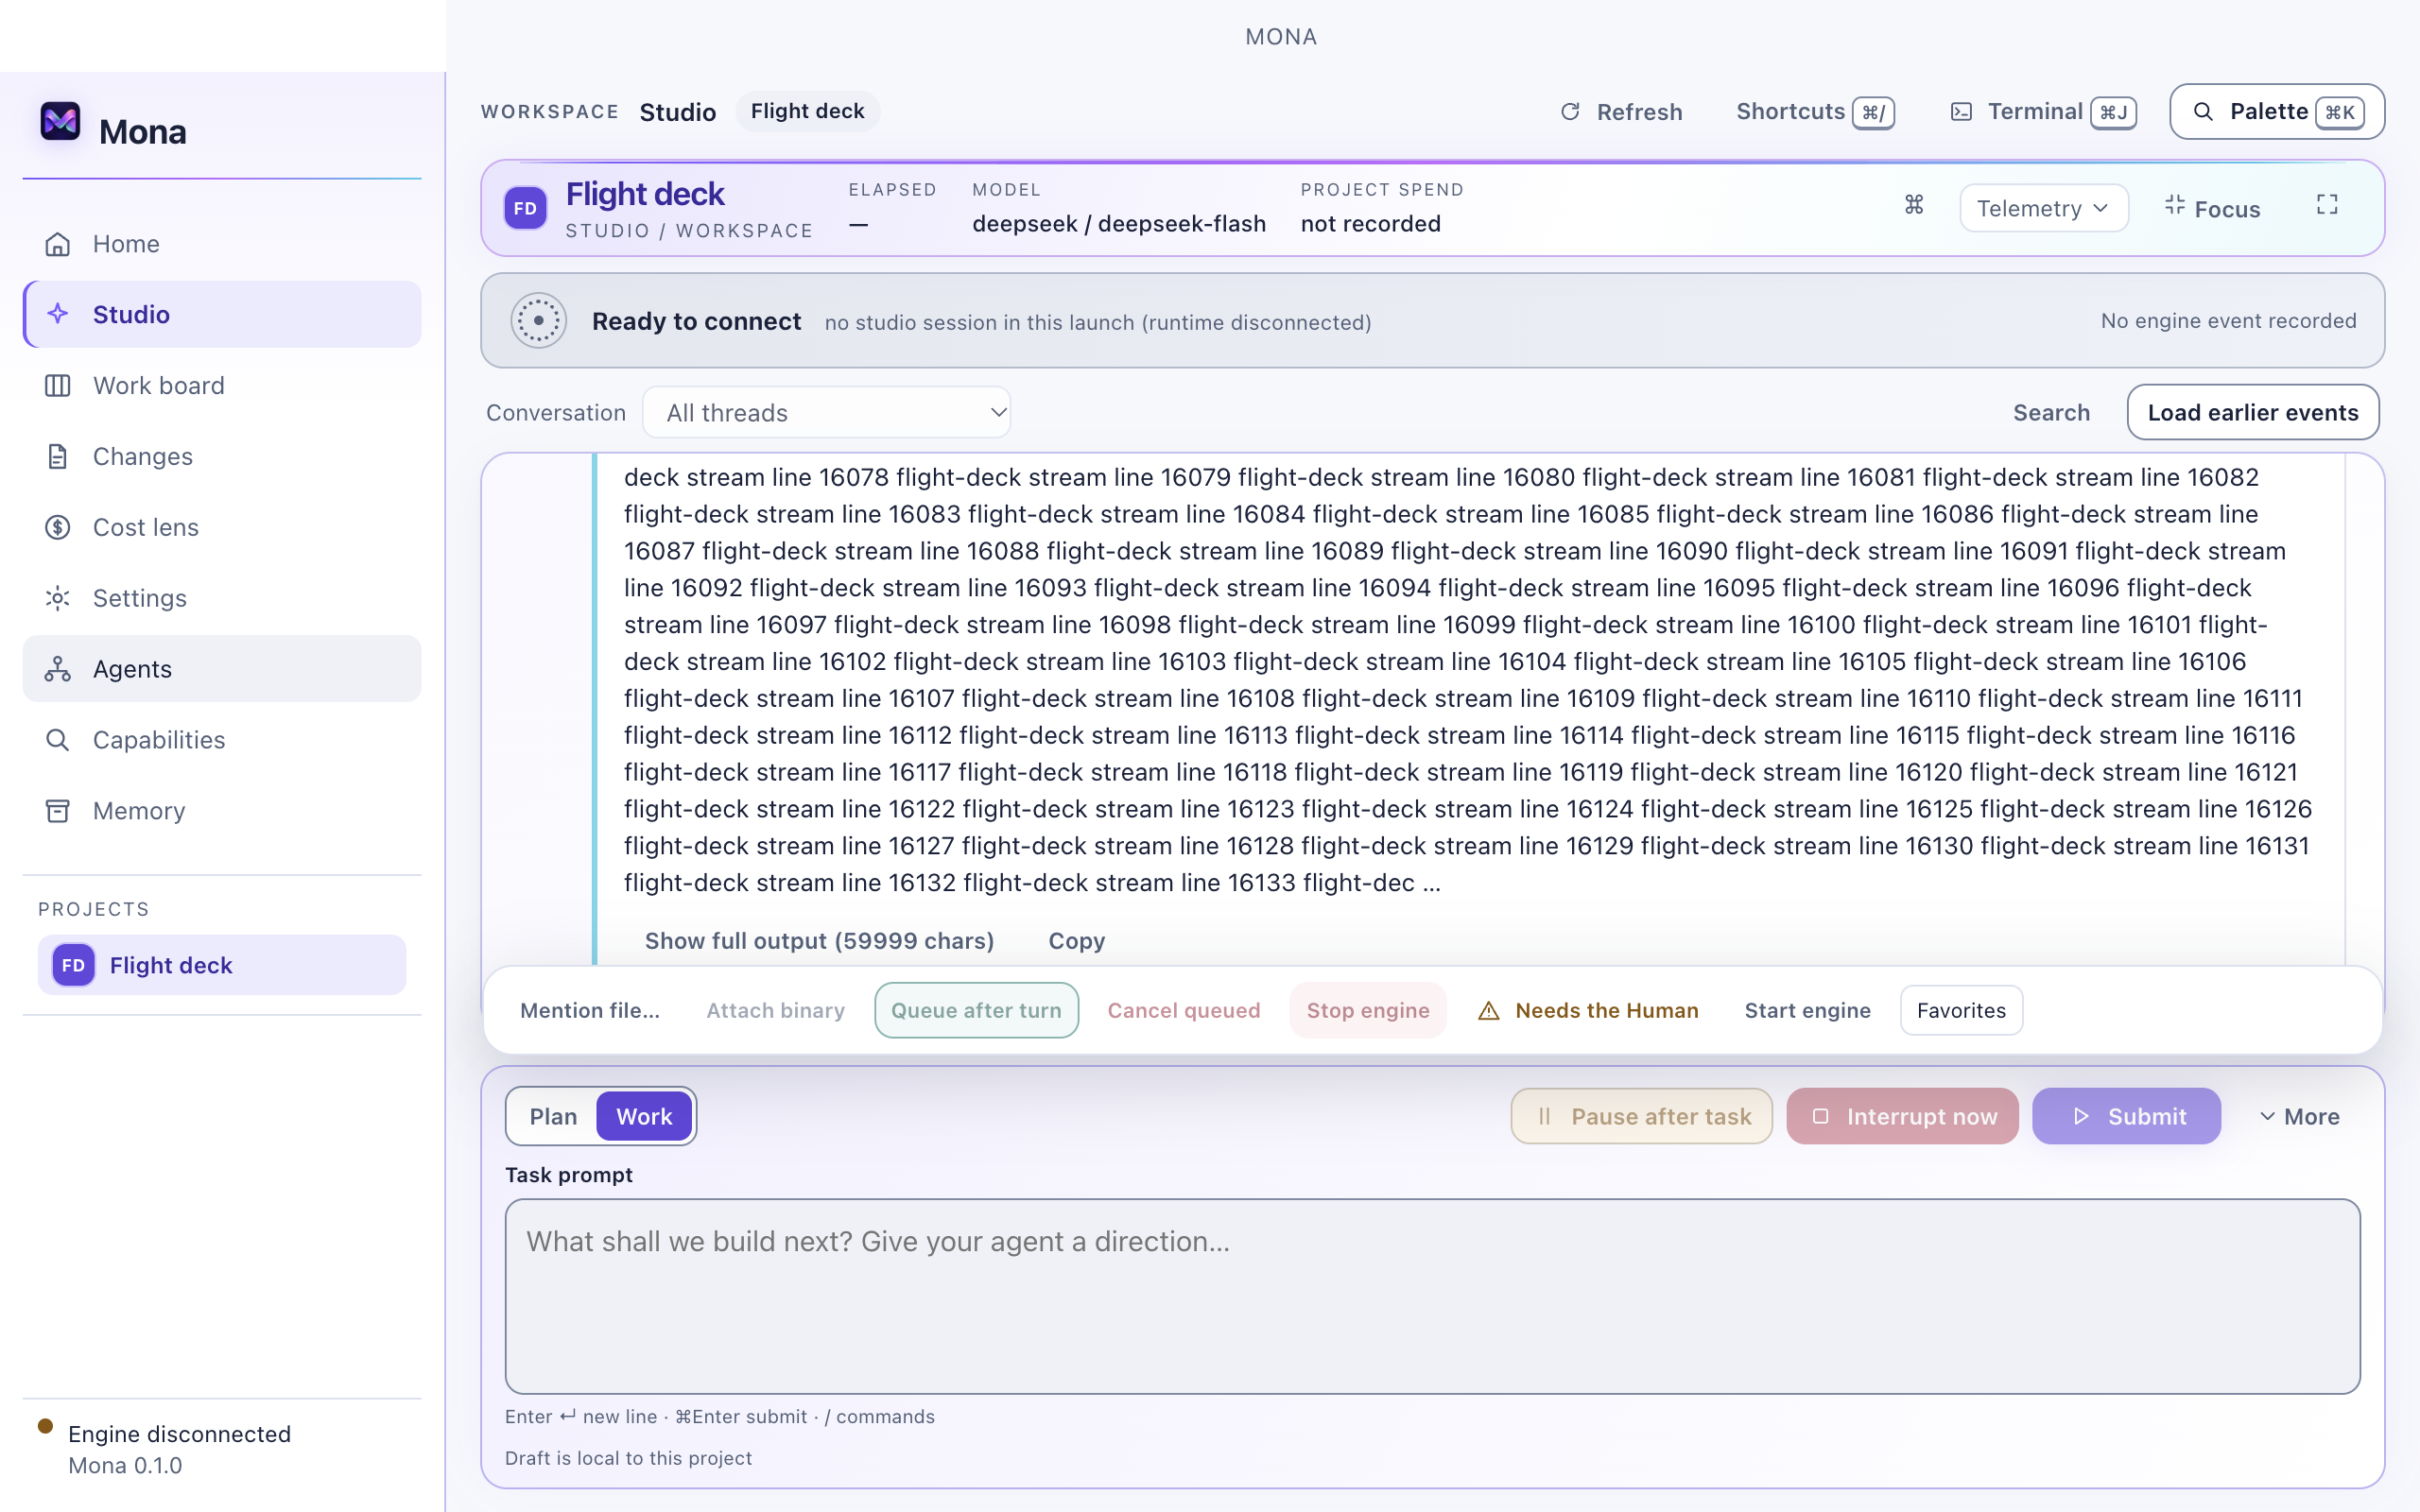 MONA
Mona
Home
Studio
Work board
Changes
Cost lens
Settings
Agents
Capabilities
Memory
PROJECTS
FD Flight deck
Engine disconnected
Mona 0.1.0
WORKSPACE Studio Flight deck Refresh Shortcuts ⌘/ Terminal ⌘J Palette ⌘K
FD Flight deck
STUDIO / WORKSPACE
ELAPSED
—
MODEL
deepseek / deepseek-flash
PROJECT SPEND
not recorded
⌘ Telemetry Focus
Ready to connect no studio session in this launch (runtime disconnected) No engine event recorded
Conversation All threads Search Load earlier events
deck stream line 16078 flight-deck stream line 16079 flight-deck stream line 16080 flight-deck stream line 16081 flight-deck stream line 16082
flight-deck stream line 16083 flight-deck stream line 16084 flight-deck stream line 16085 flight-deck stream line 16086 flight-deck stream line
16087 flight-deck stream line 16088 flight-deck stream line 16089 flight-deck stream line 16090 flight-deck stream line 16091 flight-deck stream
line 16092 flight-deck stream line 16093 flight-deck stream line 16094 flight-deck stream line 16095 flight-deck stream line 16096 flight-deck
stream line 16097 flight-deck stream line 16098 flight-deck stream line 16099 flight-deck stream line 16100 flight-deck stream line 16101 flight-
deck stream line 16102 flight-deck stream line 16103 flight-deck stream line 16104 flight-deck stream line 16105 flight-deck stream line 16106
flight-deck stream line 16107 flight-deck stream line 16108 flight-deck stream line 16109 flight-deck stream line 16110 flight-deck stream line 16111
flight-deck stream line 16112 flight-deck stream line 16113 flight-deck stream line 16114 flight-deck stream line 16115 flight-deck stream line 16116
flight-deck stream line 16117 flight-deck stream line 16118 flight-deck stream line 16119 flight-deck stream line 16120 flight-deck stream line 16121
flight-deck stream line 16122 flight-deck stream line 16123 flight-deck stream line 16124 flight-deck stream line 16125 flight-deck stream line 16126
flight-deck stream line 16127 flight-deck stream line 16128 flight-deck stream line 16129 flight-deck stream line 16130 flight-deck stream line 16131
flight-deck stream line 16132 flight-deck stream line 16133 flight-dec ...
Show full output (59999 chars) Copy
Mention file... Attach binary Queue after turn Cancel queued Stop engine Needs the Human Start engine Favorites
Plan Work Pause after task Interrupt now Submit More
Task prompt
What shall we build next? Give your agent a direction...
Enter ↵ new line · ⌘Enter submit · / commands
Draft is local to this project